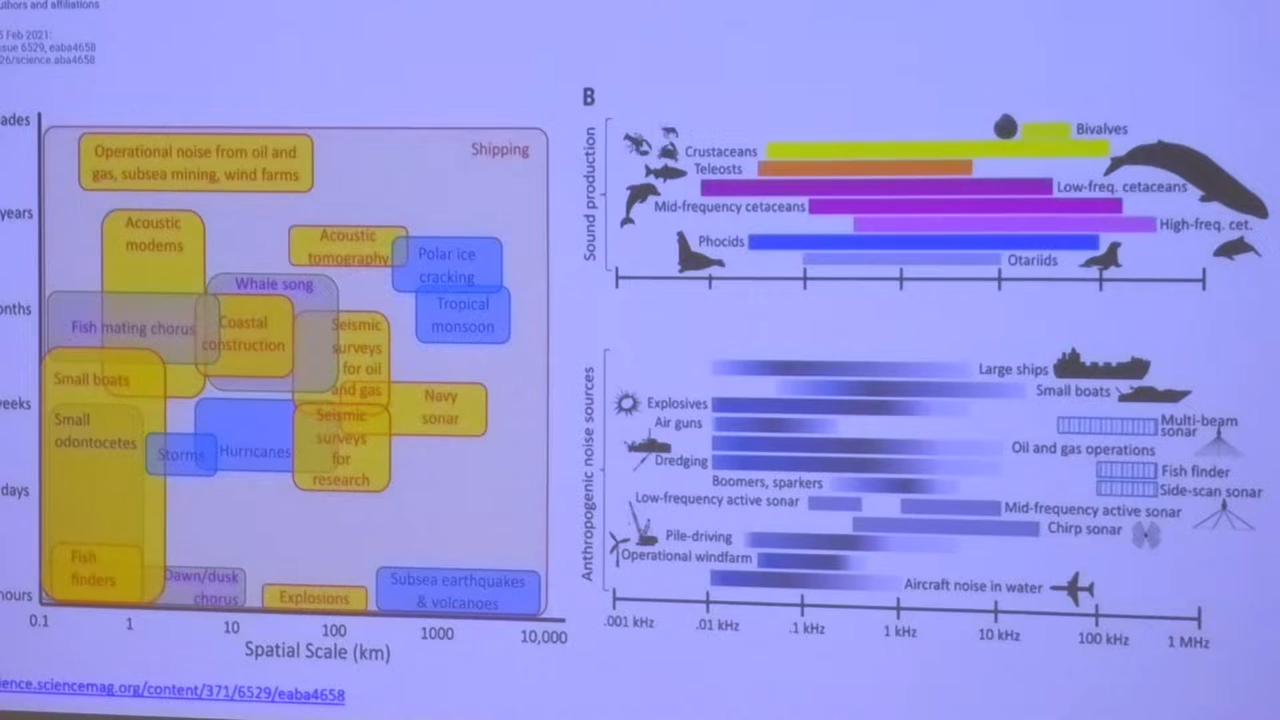 uthors and affiliations
5 Feb 2021:
ssue 6529, eaba4658
26/science.aba4658
ades
years
onths
weeks
days
hours
Shipping
Operational noise from oil and
gas, subsea mining, wind farms
Acoustic
modems
Acoustic
tomography
Polar ice
cracking
Whale song
Tropical
monsoon
Fish mating chorus
Coastal
construction
Seismic
surveys
for oil
and gas
Small boats
Navy
sonar
Small
odontocetes
Storms
Hurricanes
Seismic
surveys
for
research
Fish
finders
Dawn/dusk
chorus
Explosions
Subsea earthquakes
& volcanoes
0.1
1
10
100
1000
10,000
Spatial Scale (km)
ience.sciencemag.org/content/371/6529/eaba4658
B
Sound production
Bivalves
Crustaceans
Teleosts
Low-freq. cetaceans
Mid-frequency cetaceans
High-freq. cet.
Phocids
Otariids
Anthropogenic noise sources
Large ships
Small boats
Explosives
Air guns
Multi-beam
sonar
Oil and gas operations
Dredging
Fish finder
Boomers, sparkers
Side-scan sonar
Low-frequency active sonar
Mid-frequency active sonar
Chirp sonar
Pile-driving
Operational windfarm
Aircraft noise in water
.001 kHz
.01 kHz
.1 kHz
1 kHz
10 kHz
100 kHz
1 MHz